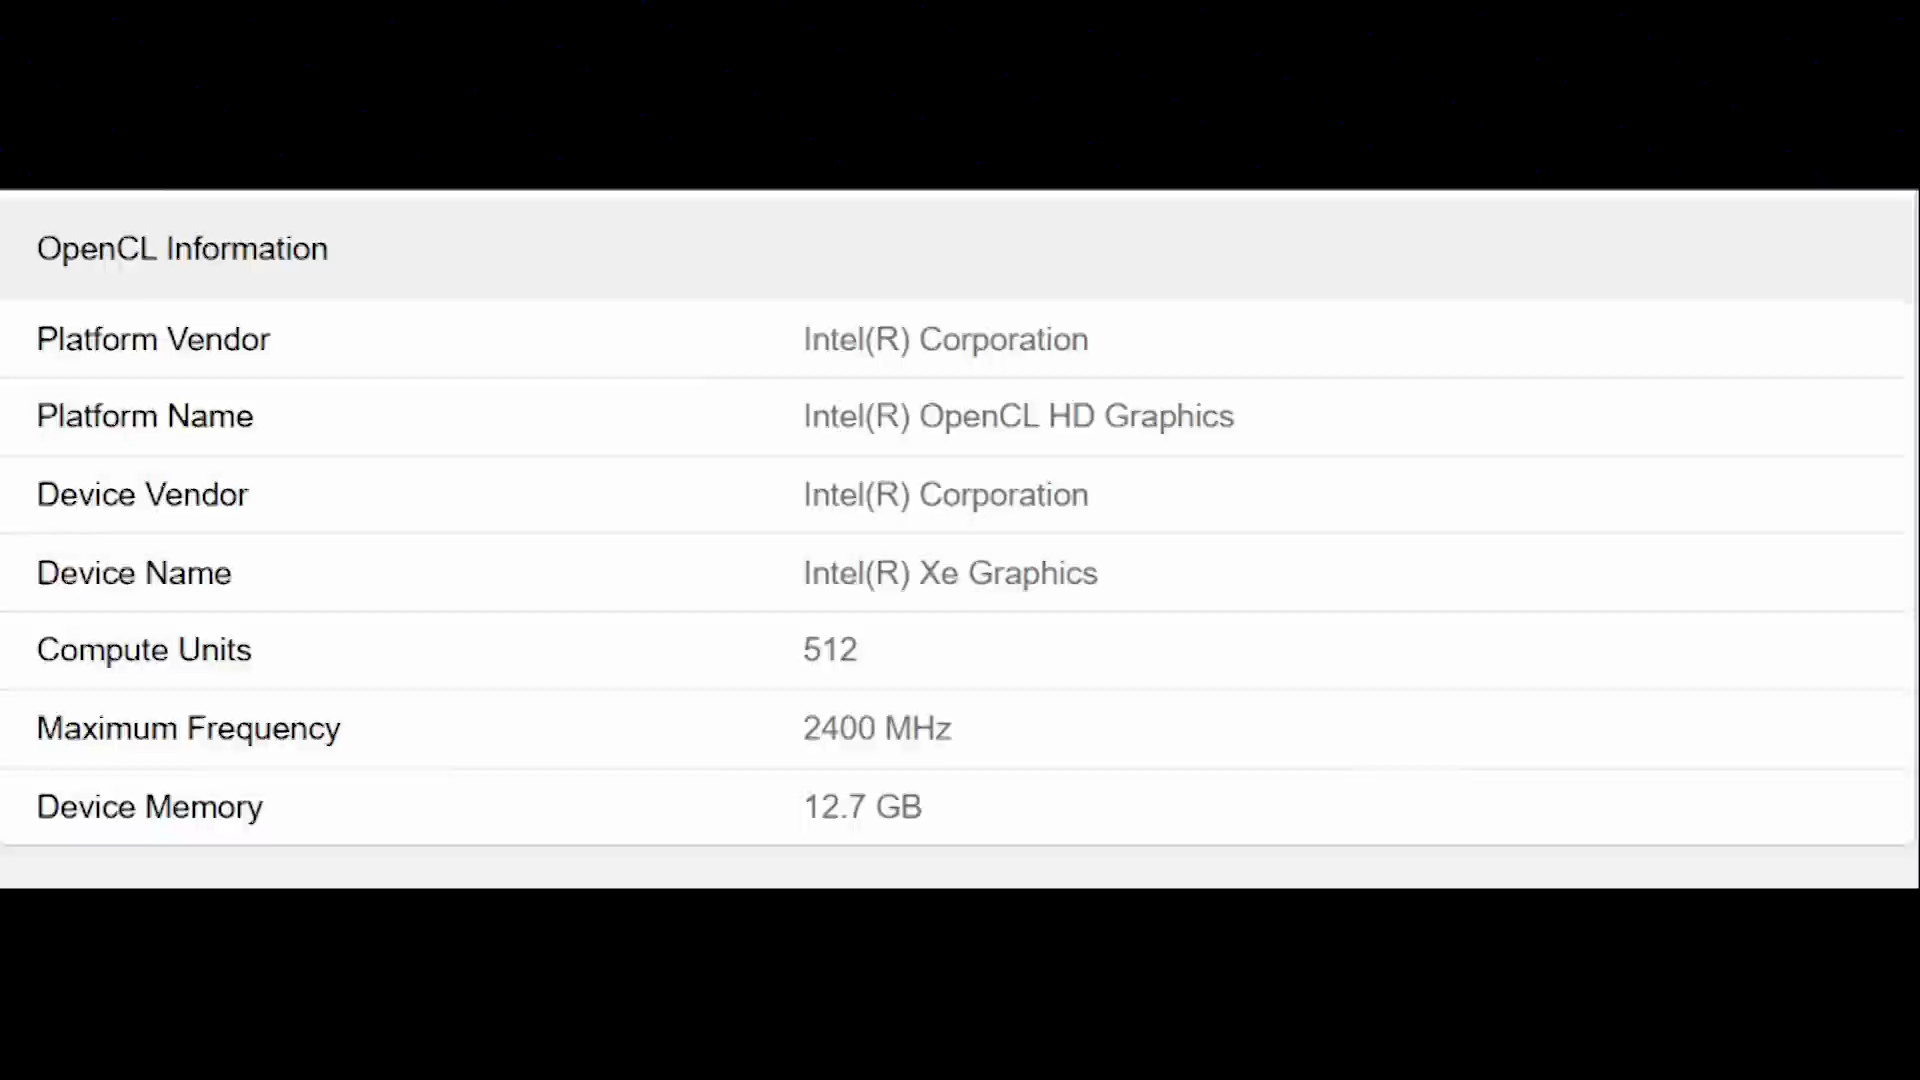 OpenCL Information
Platform Vendor Intel(R) Corporation
Platform Name Intel(R) OpenCL HD Graphics
Device Vendor Intel(R) Corporation
Device Name Intel(R) Xe Graphics
Compute Units 512
Maximum Frequency 2400 MHz
Device Memory 12.7 GB